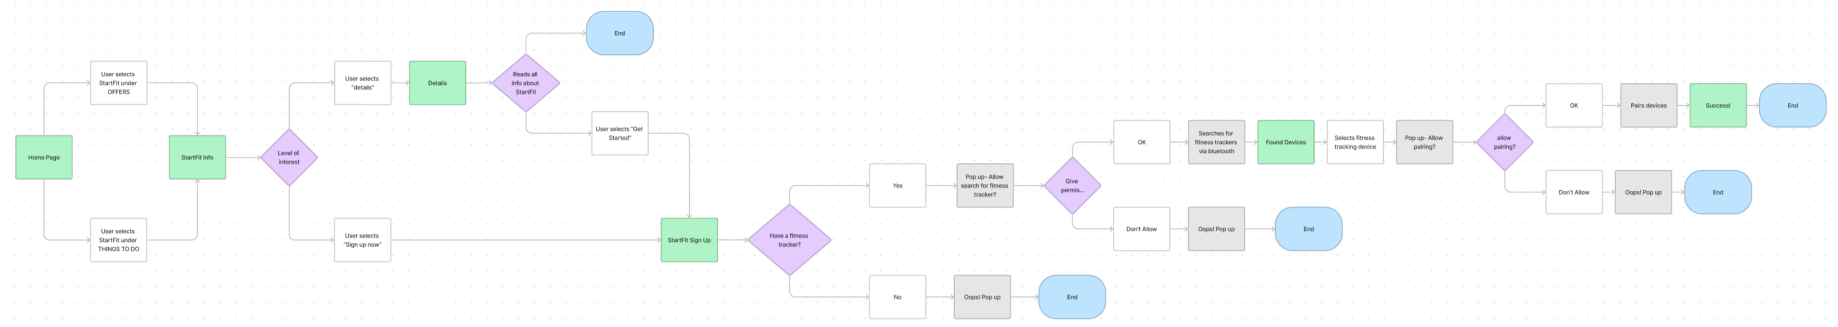 Home Page
User selects
StartFit under
OFFERS
User selects
StartFit under
THINGS TO DO
StartFit Info
Level of
interest
User selects
"details"
Details
Reads all
info about
StartFit
End
User selects "Get
Started"
User selects
"Sign up now"
StartFit Sign Up
Have a fitness
tracker?
Yes
Pop up- Allow
search for fitness
tracker?
Give
permis...
OK
Searches for
fitness trackers
via bluetooth
Found Devices
Selects fitness
tracking device
Pop up- Allow
pairing?
allow
pairing?
OK
Pairs devices
Success!
End
Don't Allow
Oops! Pop up
End
Don't Allow
Oops! Pop up
End
No
Oops! Pop up
End